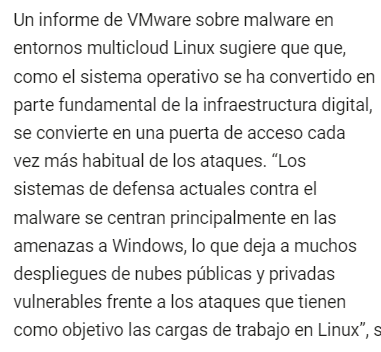 Un informe de VMware sobre malware en
entornos multicloud Linux sugiere que que,
como el sistema operativo se ha convertido en
parte fundamental de la infraestructura digital,
se convierte en una puerta de acceso cada
vez más habitual de los ataques. “Los
sistemas de defensa actuales contra el
malware se centran principalmente en las
amenazas a Windows, lo que deja a muchos
despliegues de nubes públicas y privadas
vulnerables frente a los ataques que tienen
como objetivo las cargas de trabajo en Linux”, s